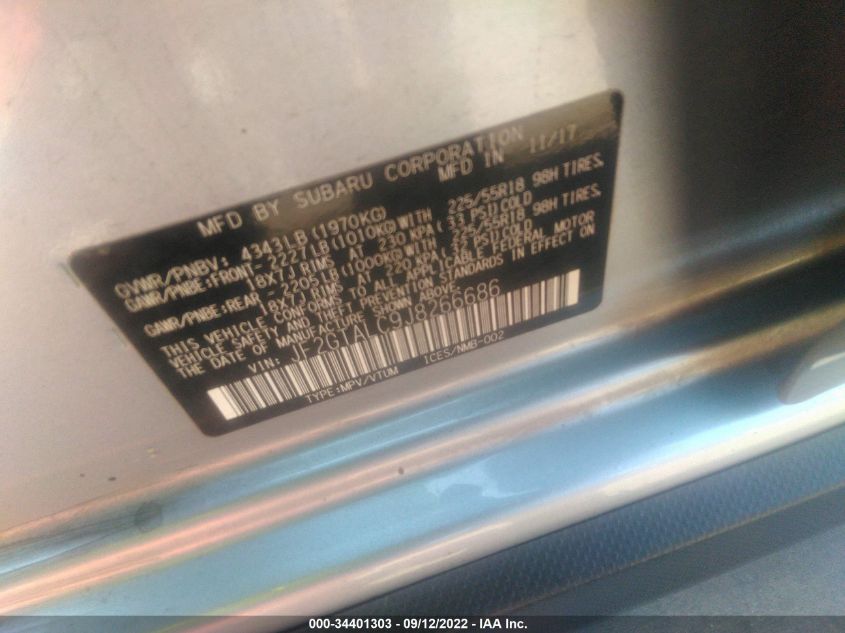 MFD BY SUBARU CORPORATION MFD IN 11/17
GVWR/PNBV: 4343LB(1970KG)
GAWR/PNBE:FRONT- 2227LB(1010KG)WITH 225/55R18 98H TIRES.
18X7J RIMS AT 230 KPA(33 PSI)COLD
GAWR/PNBE:REAR - 2205LB(1000KG)WITH 225/55R18 98H TIRES.
18X7J RIMS AT 220 KPA(32 PSI)COLD
THIS VEHICLE CONFORMS TO ALL APPLICABLE FEDERAL MOTOR
VEHICLE SAFETY AND THEFT PREVENTION STANDARDS IN EFFECT ON
THE DATE OF MANUFACTURE SHOWN ABOVE:
VIN: JF2GTALC9J8266686
TYPE:MPV/VTUM ICES/NMB-002
000-34401303 - 09/12/2022 - IAA Inc.